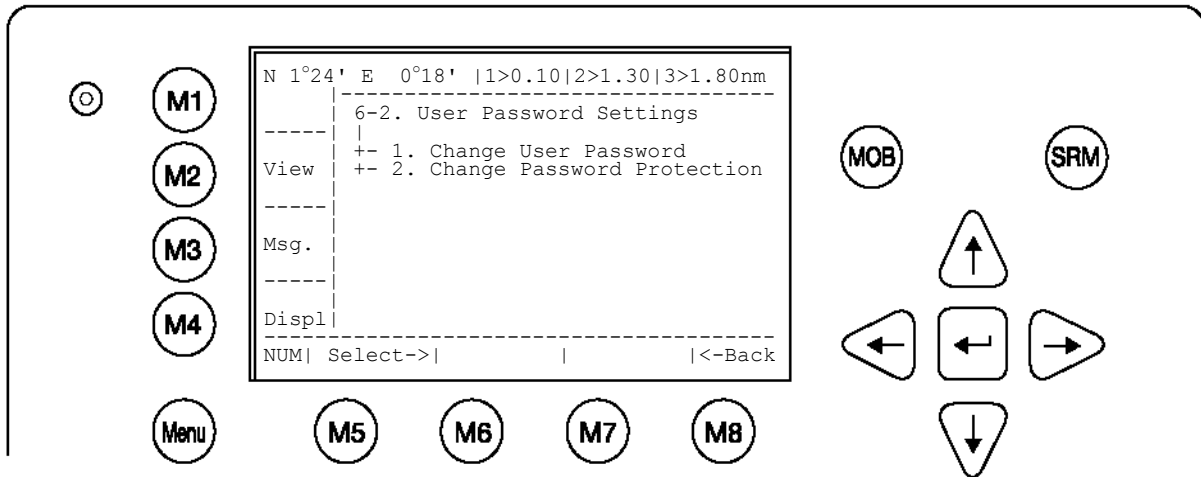 N 1°24' E  0°18' |1>0.10|2>1.30|3>1.80nm
6-2. User Password Settings
+- 1. Change User Password
View | +- 2. Change Password Protection
Msg. |
Displ|
NUM| Select->|        |        |<-Back
M1
M2
M3
M4
Menu
M5
M6
M7
M8
MOB
SRM